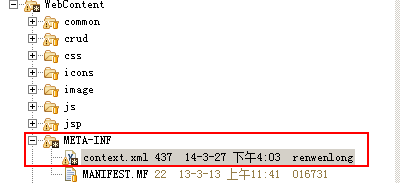 WebContent
common
crud
css
icons
image
js
jsp
META-INF
context.xml 437 14-3-27 下午4:03 renwenlong
MANIFEST.MF 22 13-3-13 上午11:41 016731